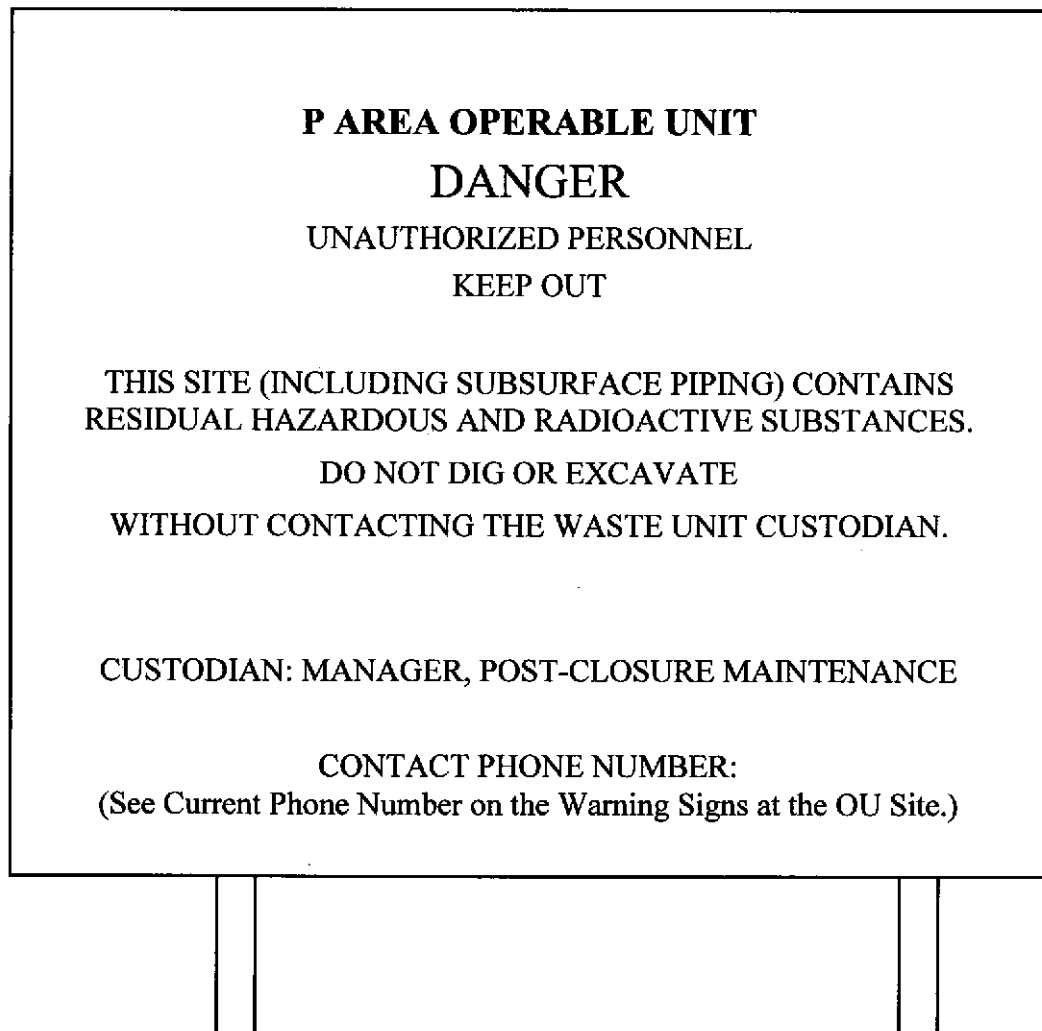 P AREA OPERABLE UNIT
DANGER
UNAUTHORIZED PERSONNEL
KEEP OUT
THIS SITE (INCLUDING SUBSURFACE PIPING) CONTAINS
RESIDUAL HAZARDOUS AND RADIOACTIVE SUBSTANCES.
DO NOT DIG OR EXCAVATE
WITHOUT CONTACTING THE WASTE UNIT CUSTODIAN.
CUSTODIAN: MANAGER, POST-CLOSURE MAINTENANCE
CONTACT PHONE NUMBER:
(See Current Phone Number on the Warning Signs at the OU Site.)